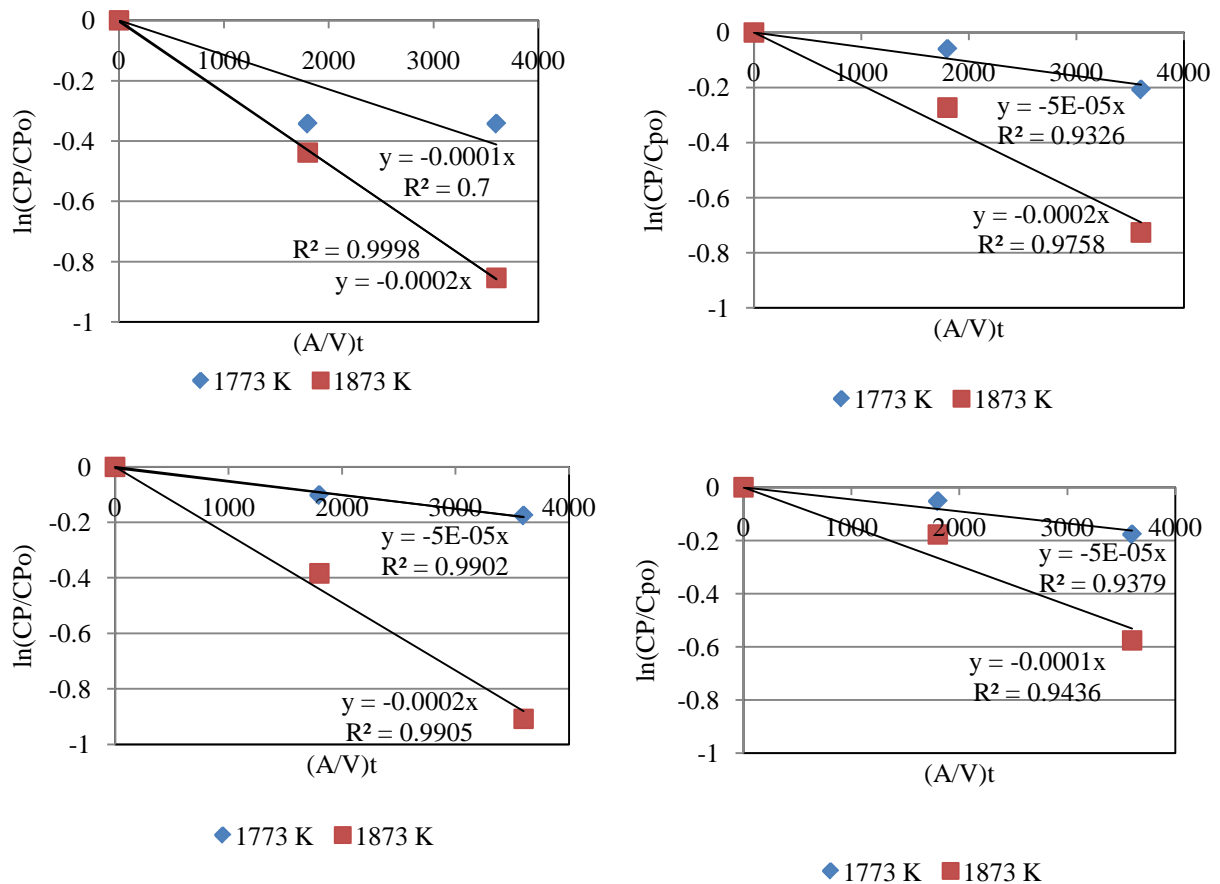 0
0 1000 2000 3000 4000
-0.2
-0.4
-0.6
-0.8
-1
ln(CP/CPo)
y = -0.0001x
R² = 0.7
R² = 0.9998
y = -0.0002x
(A/V)t
1773 K 1873 K
0
0 1000 2000 3000 4000
-0.2
-0.4
-0.6
-0.8
-1
ln(CP/Cpo)
y = -5E-05x
R² = 0.9326
y = -0.0002x
R² = 0.9758
(A/V)t
1773 K 1873 K
0
0 1000 2000 3000 4000
-0.2
-0.4
-0.6
-0.8
-1
ln(CP/CPo)
y = -5E-05x
R² = 0.9902
y = -0.0002x
R² = 0.9905
(A/V)t
1773 K 1873 K
0
0 1000 2000 3000 4000
-0.2
-0.4
-0.6
-0.8
-1
ln(CP/Cpo)
y = -5E-05x
R² = 0.9379
y = -0.0001x
R² = 0.9436
(A/V)t
1773 K 1873 K